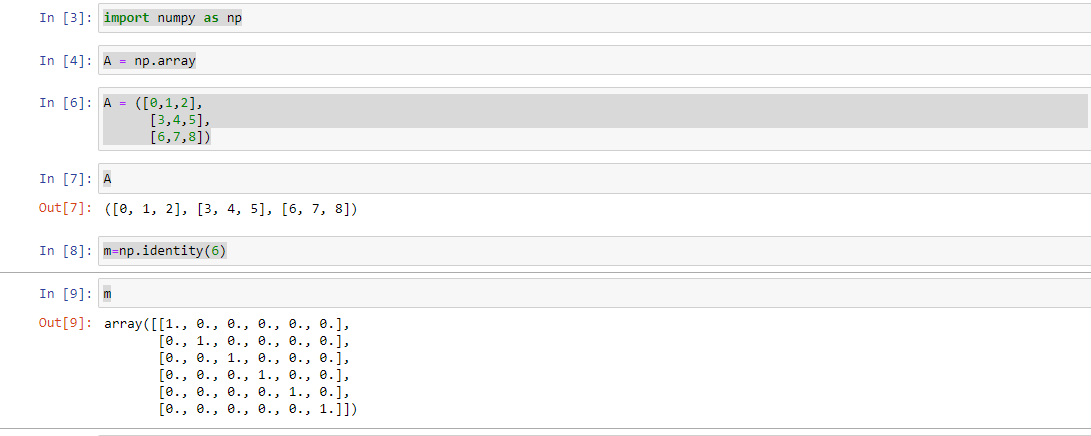 In [3]: import numpy as np
In [4]: A = np.array
In [6]: A = ([0,1,2],
[3,4,5],
[6,7,8])
In [7]: A
Out[7]: ([0, 1, 2], [3, 4, 5], [6, 7, 8])
In [8]: m=np.identity(6)
In [9]: m
Out[9]: array([[1., 0., 0., 0., 0., 0.],
[0., 1., 0., 0., 0., 0.],
[0., 0., 1., 0., 0., 0.],
[0., 0., 0., 1., 0., 0.],
[0., 0., 0., 0., 1., 0.],
[0., 0., 0., 0., 0., 1.]])